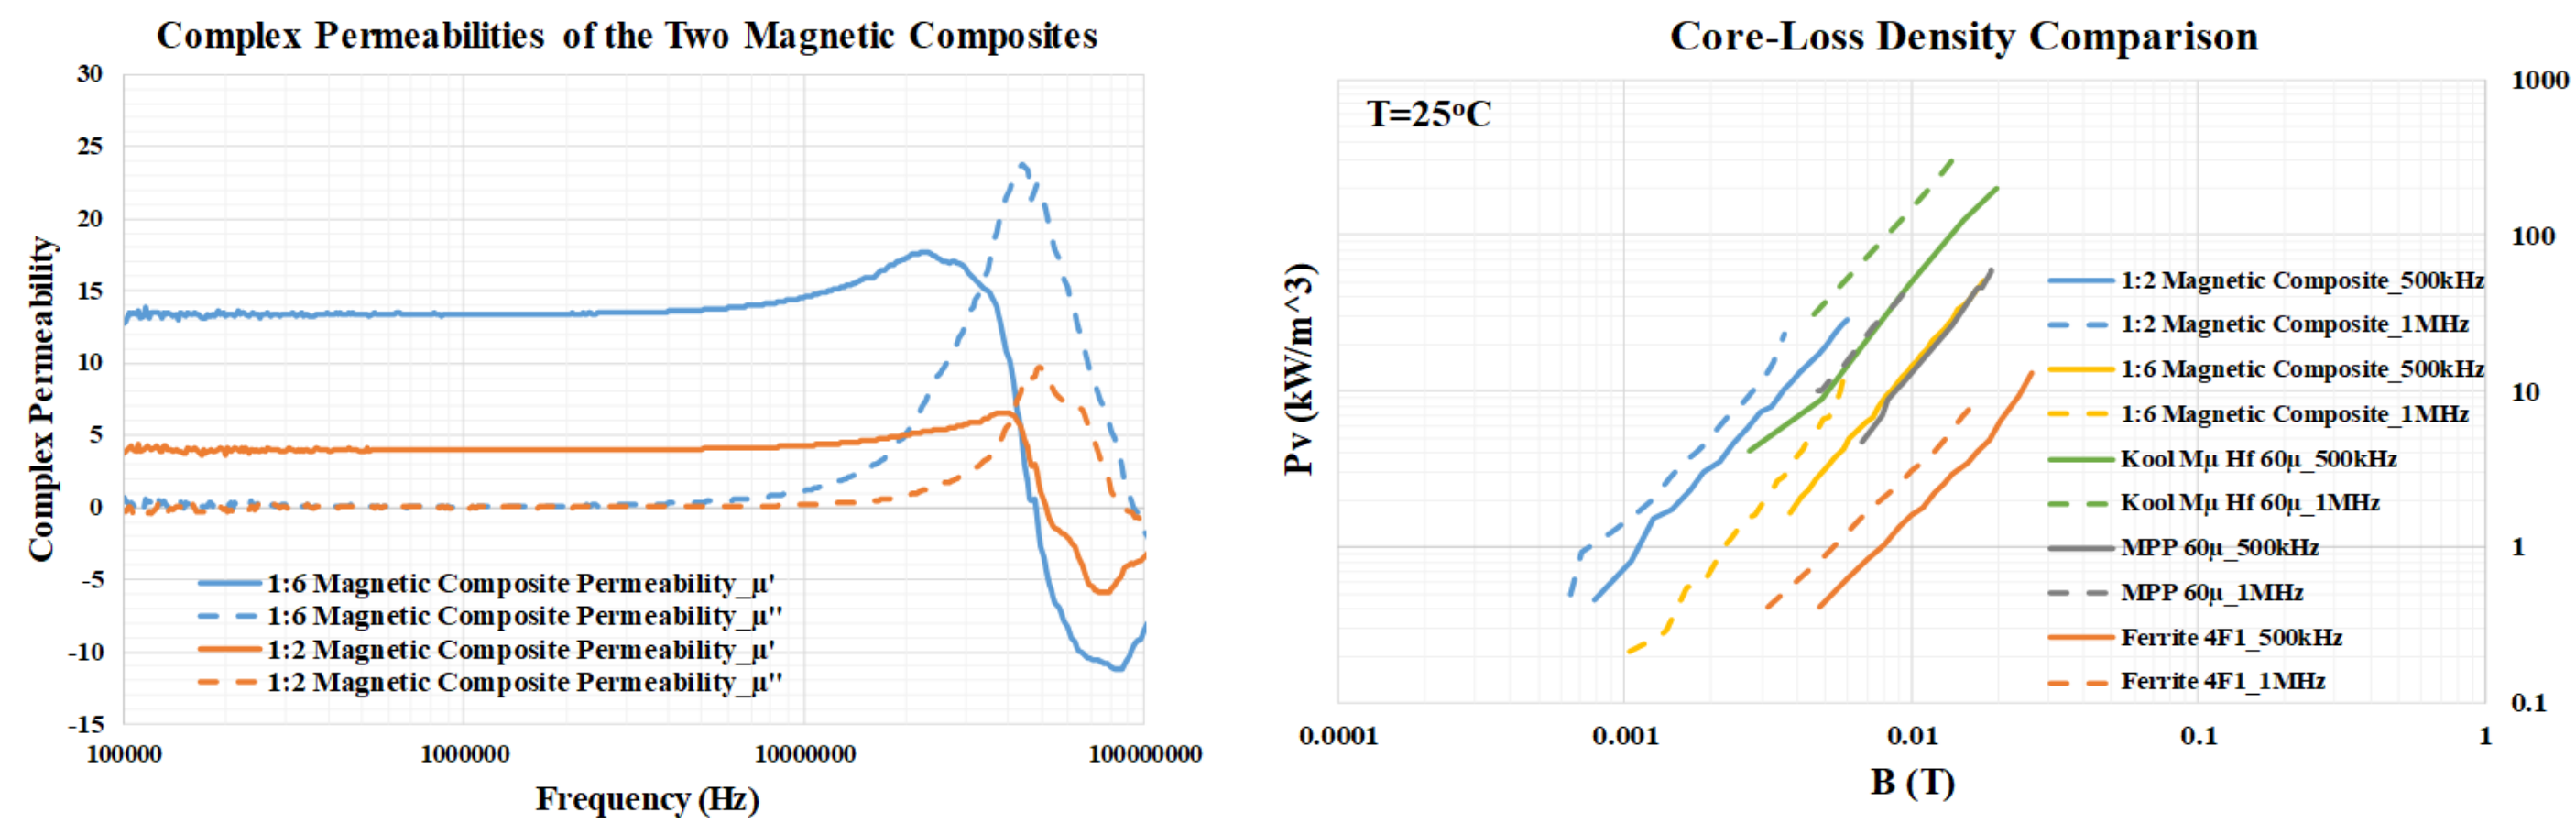 Complex Permeabilities of the Two Magnetic Composites
30
25
20
15
10
5
0
-5
-10
-15
Complex Permeability
1:6 Magnetic Composite Permeability_μ'
1:6 Magnetic Composite Permeability_μ''
1:2 Magnetic Composite Permeability_μ'
1:2 Magnetic Composite Permeability_μ''
100000 1000000 10000000 100000000
Frequency (Hz)
Core-Loss Density Comparison
T=25°C
Pv (kW/m^3)
1000
100
10
1
0.1
1:2 Magnetic Composite_500kHz
1:2 Magnetic Composite_1MHz
1:6 Magnetic Composite_500kHz
1:6 Magnetic Composite_1MHz
Kool Mμ Hf 60μ_500kHz
Kool Mμ Hf 60μ_1MHz
MPP 60μ_500kHz
MPP 60μ_1MHz
Ferrite 4F1_500kHz
Ferrite 4F1_1MHz
0.0001 0.001 0.01 0.1 1
B (T)